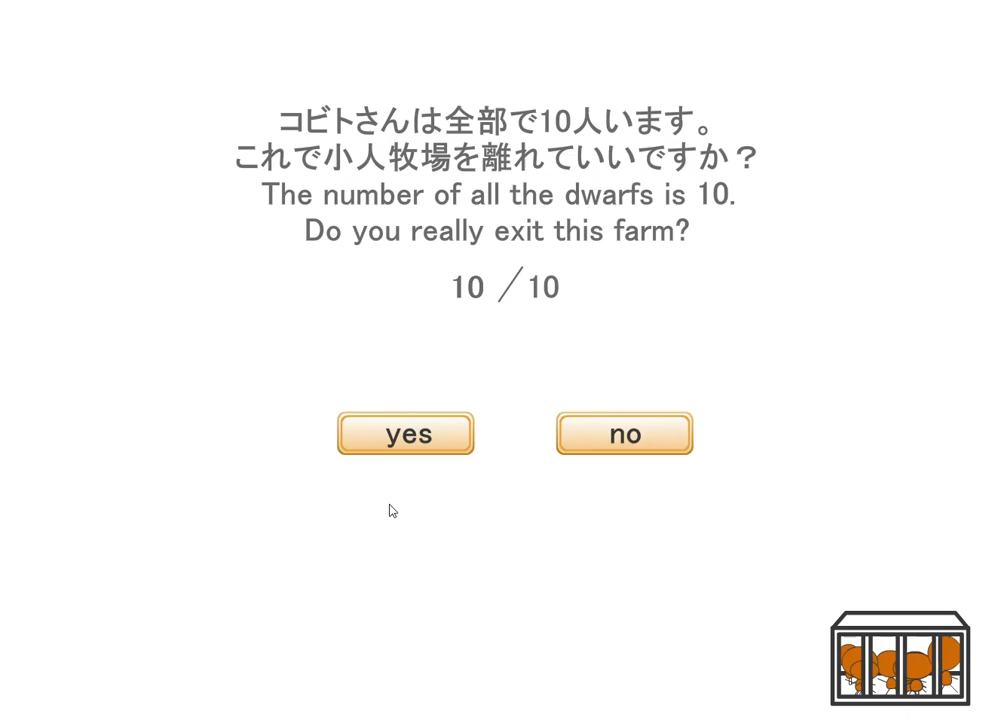 コビトさんは全部で10人います。
これで小人牧場を離れていいですか？
The number of all the dwarfs is 10.
Do you really exit this farm?
10 ／10
yes
no